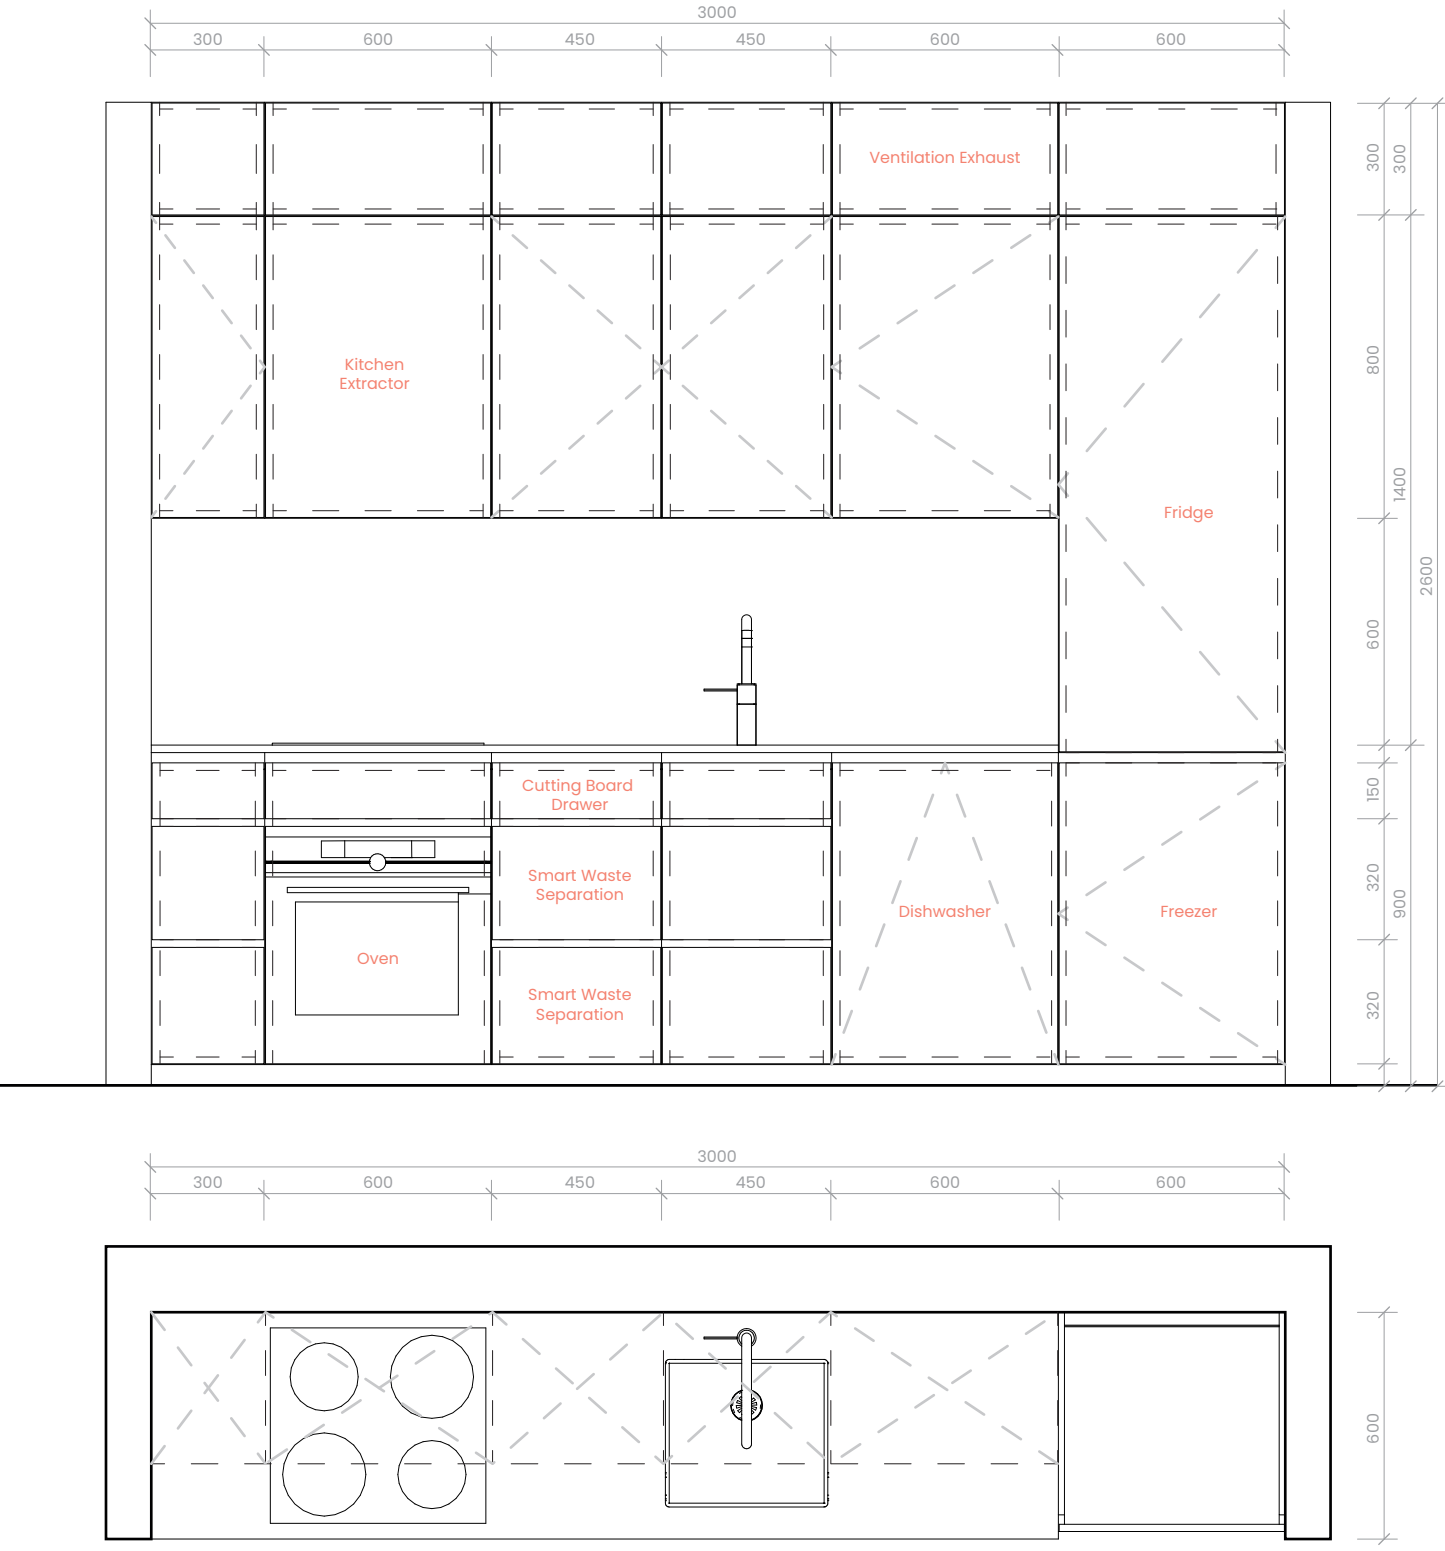 3000
300 600 450 450 600 600
Ventilation Exhaust
300
300
Kitchen
Extractor
800
1400
Fridge
2600
600
Cutting Board
Drawer
150
Smart Waste
Separation
320
900
Dishwasher
Freezer
Oven
Smart Waste
Separation
320
3000
300 600 450 450 600 600
600